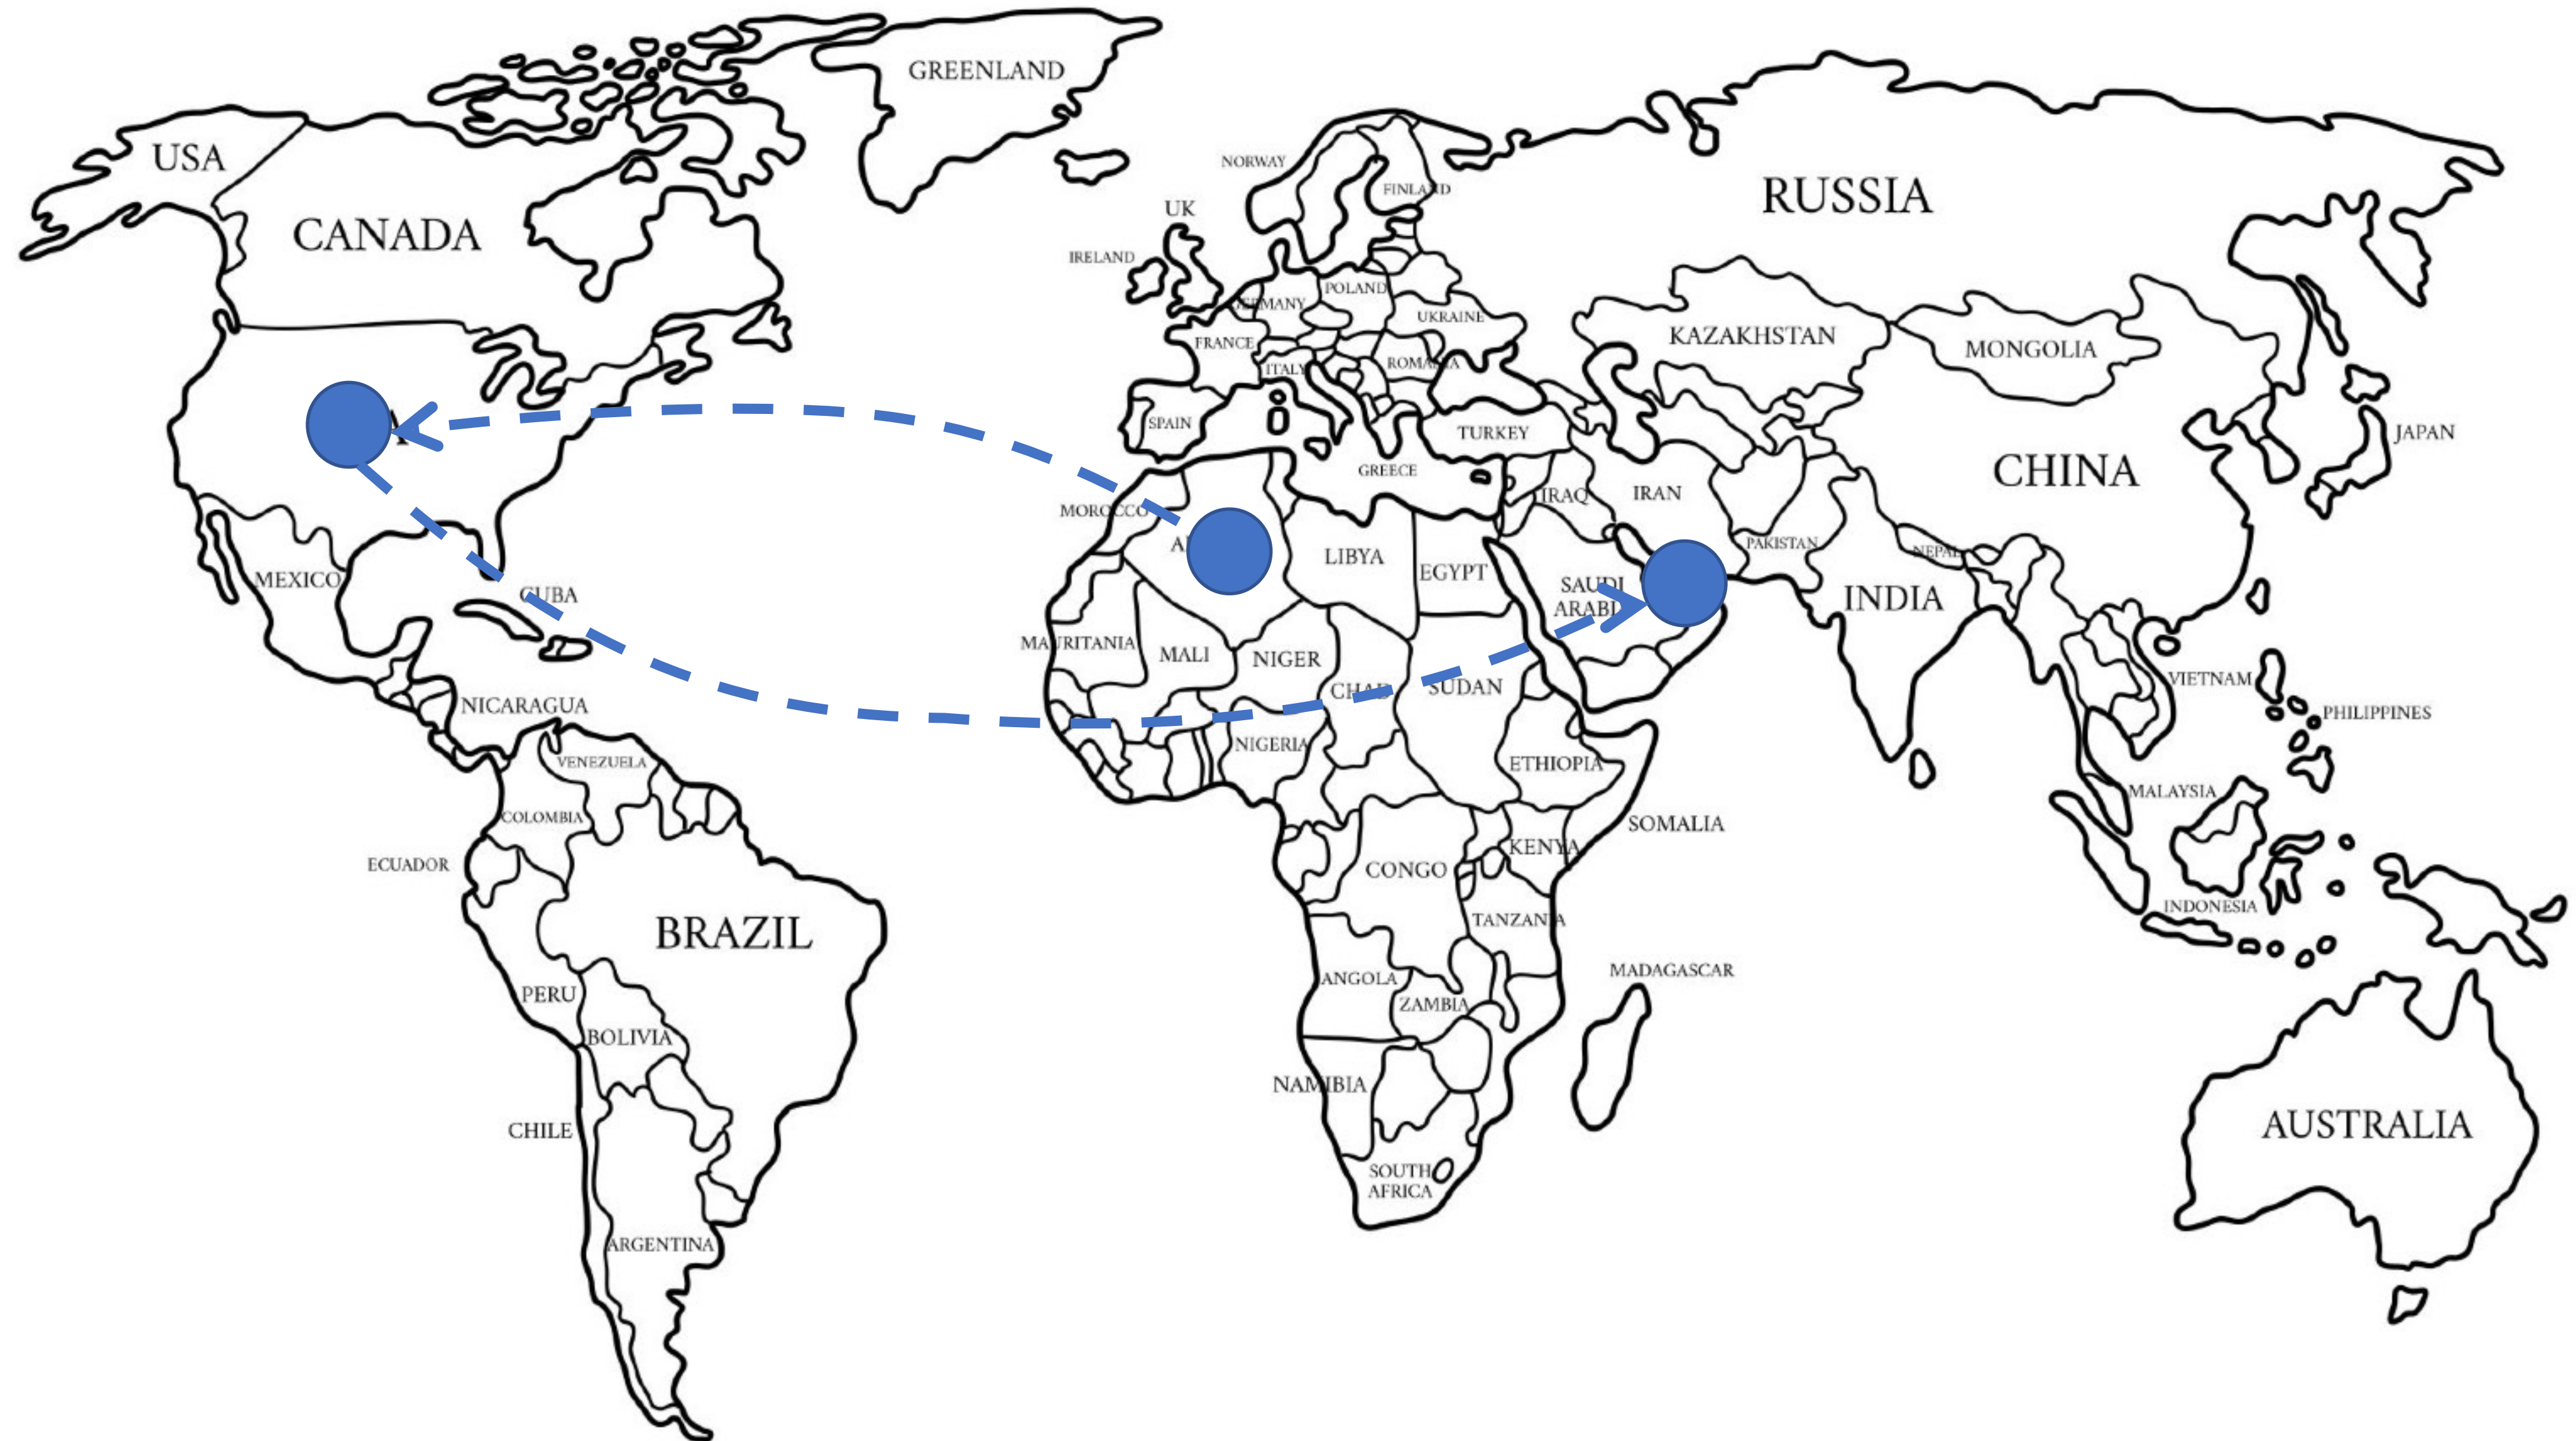 GREENLAND
USA
CANADA
NORWAY
FINLAND
RUSSIA
UK
IRELAND
POLAND
UKRAINE
FRANCE
ROMANIA
ITALY
KAZAKHSTAN
MONGOLIA
SPAIN
TURKEY
GREECE
JAPAN
CHINA
IRAQ
IRAN
MOROCCO
LIBYA
EGYPT
PAKISTAN
NEPAL
SAUDI
INDIA
MEXICO
CUBA
MAURITANIA
MALI
NIGER
CHAD
SUDAN
VIETNAM
NICARAGUA
PHILIPPINES
NIGERIA
ETHIOPIA
VENEZUELA
MALAYSIA
COLOMBIA
SOMALIA
KENYA
ECUADOR
CONGO
INDONESIA
BRAZIL
TANZANIA
MADAGASCAR
ANGOLA
ZAMBIA
PERU
BOLIVIA
NAMIBIA
CHILE
AUSTRALIA
SOUTH
AFRICA
ARGENTINA